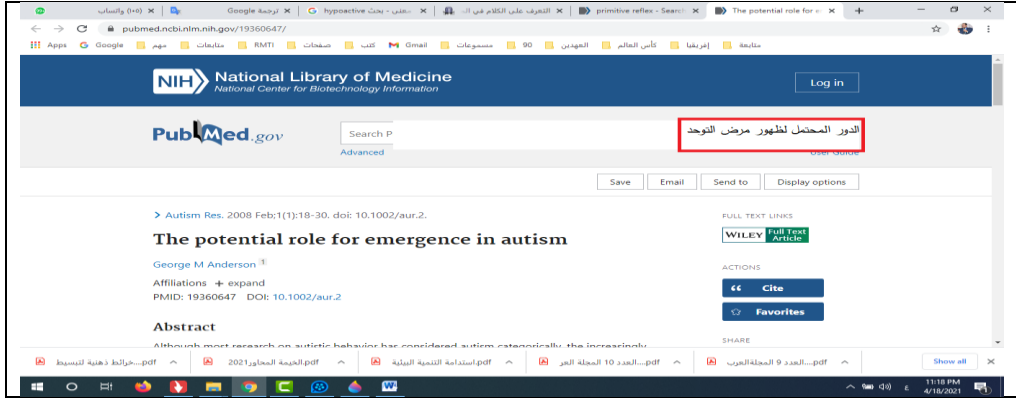 واتساب (١٠٥)
ترجمة Google
معنى - بحث hypoactive
التعرف على الكلام في ال...
primitive refles - Search
The potential role for e
pubmed.ncbi.nlm.nih.gov/19360647/
Apps
Google
مهم
متابعات
RMTI
صفحات
كتب
Gmail
مسموعات
90
العهدين
كأس العالم
إفريقيا
متابعة
NIH National Library of Medicine
National Center for Biotechnology Information
Log in
PubMed.gov
Search P
الدور المحتمل لظهور مرض التوحد
Advanced
User Guide
Save
Email
Send to
Display options
Autism Res. 2008 Feb;1(1):18-30. doi: 10.1002/aur.2.
The potential role for emergence in autism
George M Anderson 1
Affiliations + expand
PMID: 19360647 DOI: 10.1002/aur.2
Abstract
Although most research on autistic behavior has considered autism categorically, the increasingly
FULL TEXT LINKS
WILEY Full Text Article
ACTIONS
Cite
Favorites
SHARE
خرائط ذهنية لتبسيط....pdf
الخيمة المحاور2021.pdf
استدامة التنمية البيئية.pdf
العدد 10 المجلة العر....pdf
العدد 9 المجلةالعرب....pdf
Show all
ع
11:18 PM
4/18/2021